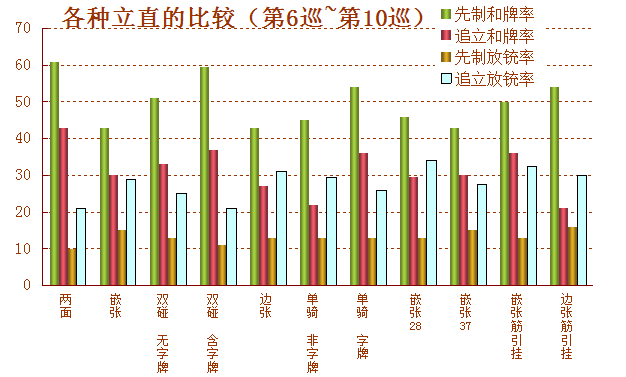 各种立直的比较（第6巡~第10巡）
先制和牌率
追立和牌率
先制放铳率
追立放铳率
70
60
50
40
30
20
10
0
两面
嵌张
双碰 无字牌
双碰 含字牌
边张
单骑 非字牌
单骑 字牌
嵌张28
嵌张37
嵌张筋引挂
边张筋引挂